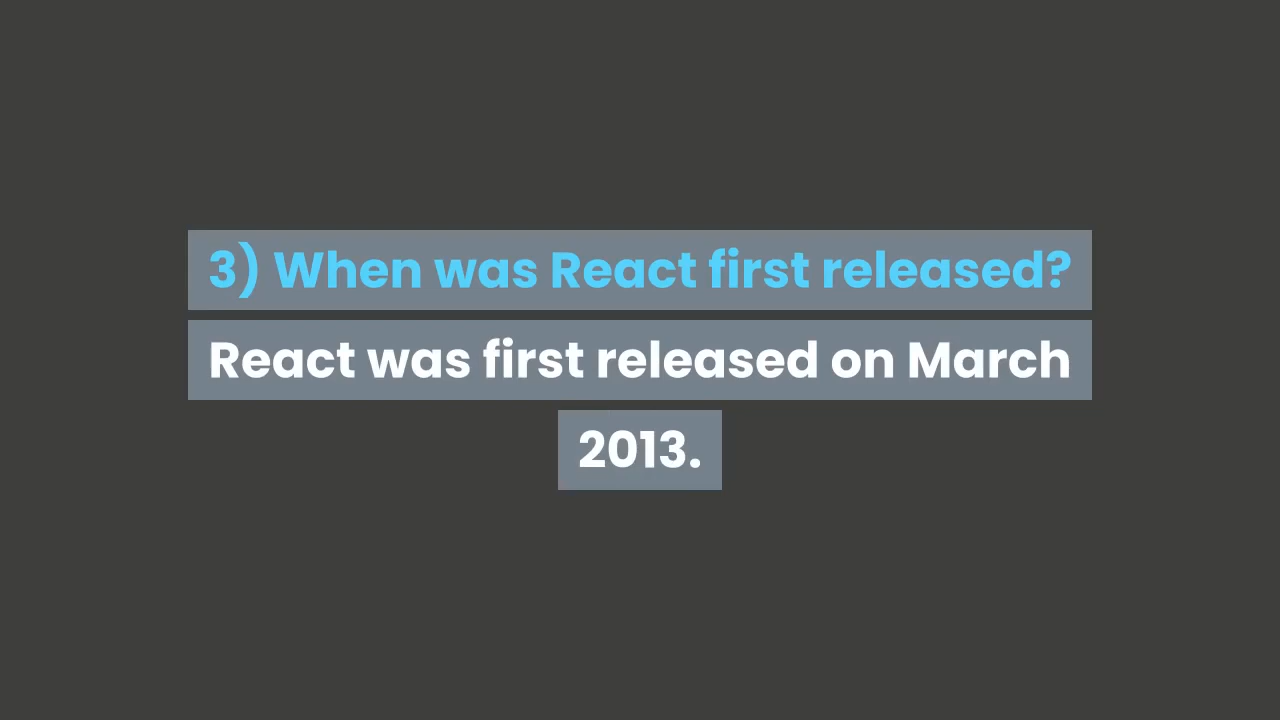 3) When was React first released?
React was first released on March
2013.